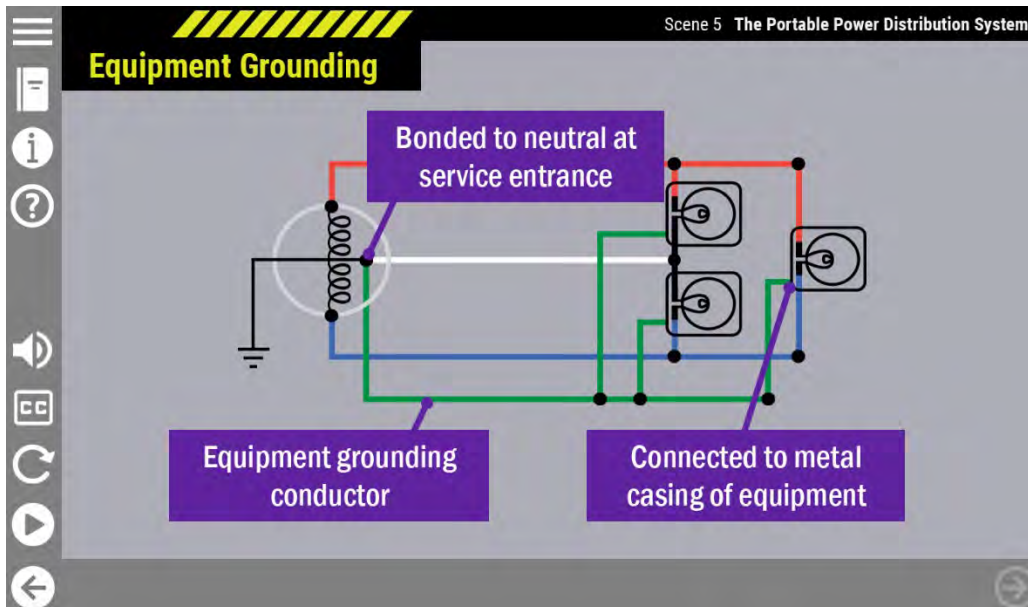 Scene 5 The Portable Power Distribution System
Equipment Grounding
Bonded to neutral at
service entrance
Equipment grounding
conductor
Connected to metal
casing of equipment
i
?
CC